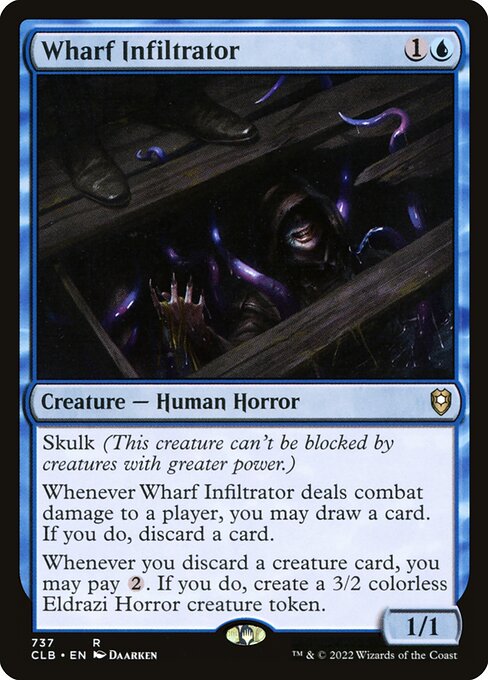 Wharf Infiltrator 1
Creature — Human Horror
Skulk (This creature can't be blocked by
creatures with greater power.)
Whenever Wharf Infiltrator deals combat
damage to a player, you may draw a card.
If you do, discard a card.
Whenever you discard a creature card, you
may pay 2. If you do, create a 3/2 colorless
Eldrazi Horror creature token.
1/1
737 R
CLB • EN DAARKEN
™ & © 2022 Wizards of the Coast